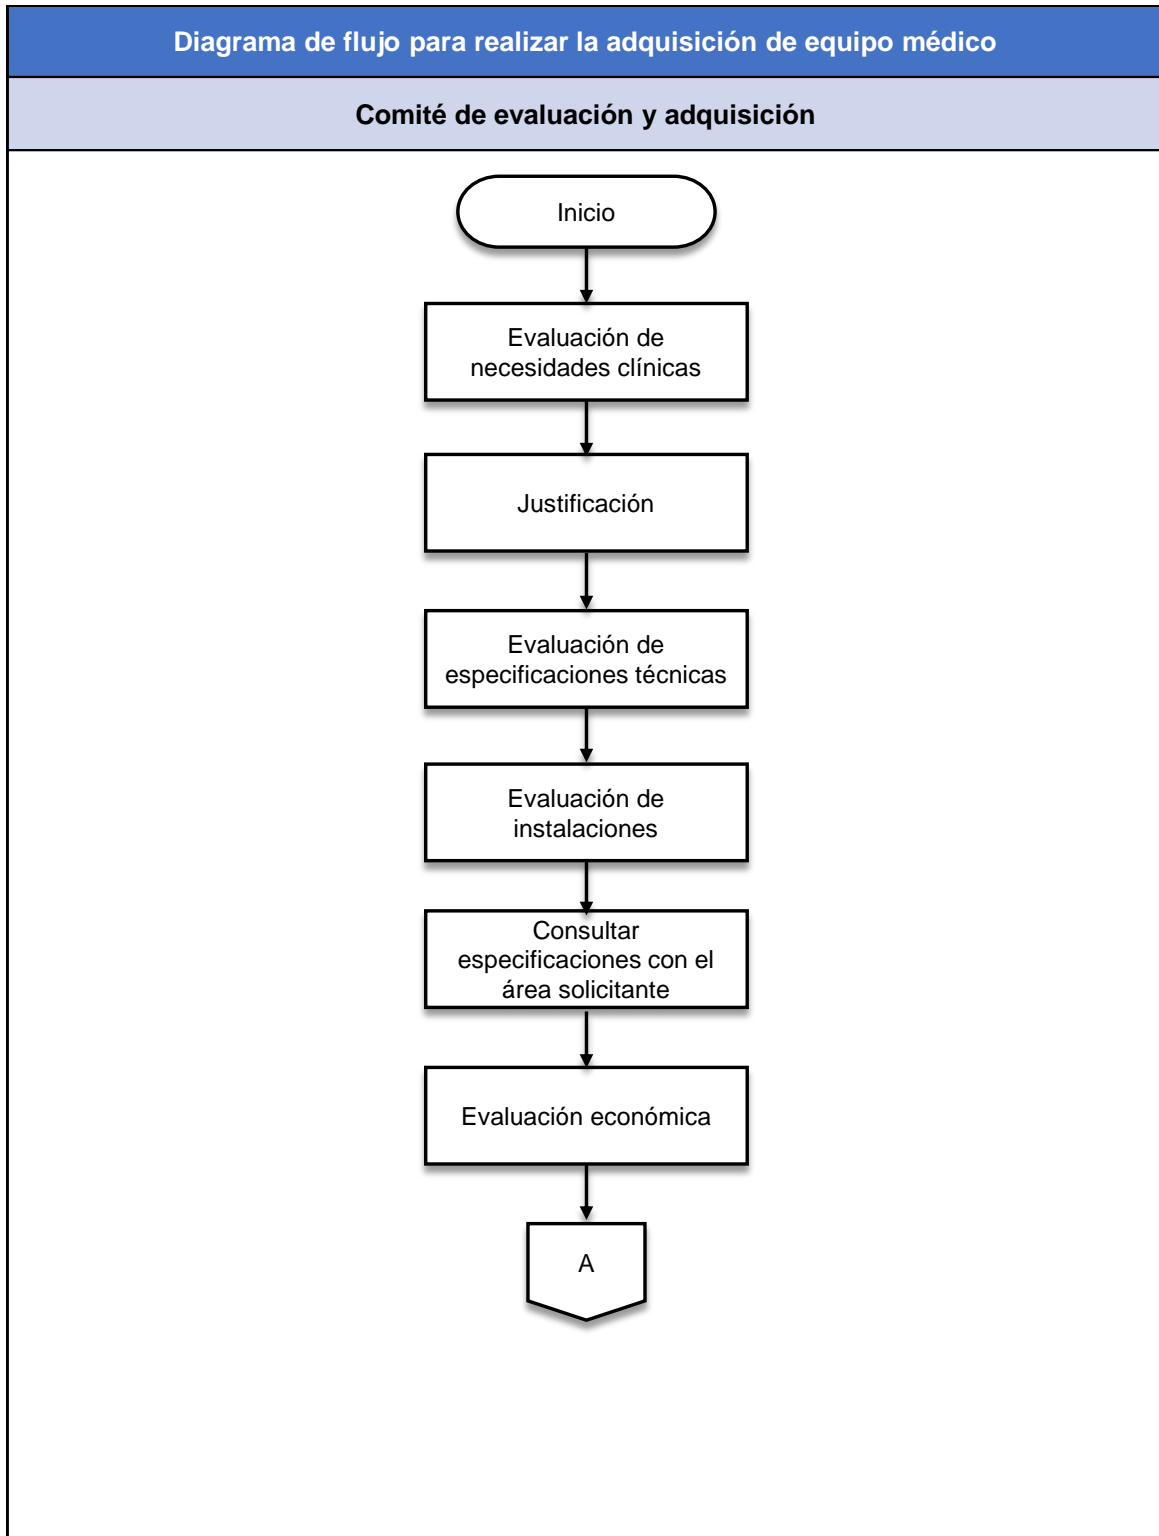 Diagrama de flujo para realizar la adquisición de equipo médico
Comité de evaluación y adquisición
Inicio
Evaluación de
necesidades clínicas
Justificación
Evaluación de
especificaciones técnicas
Evaluación de
instalaciones
Consultar
especificaciones con el
área solicitante
Evaluación económica
A